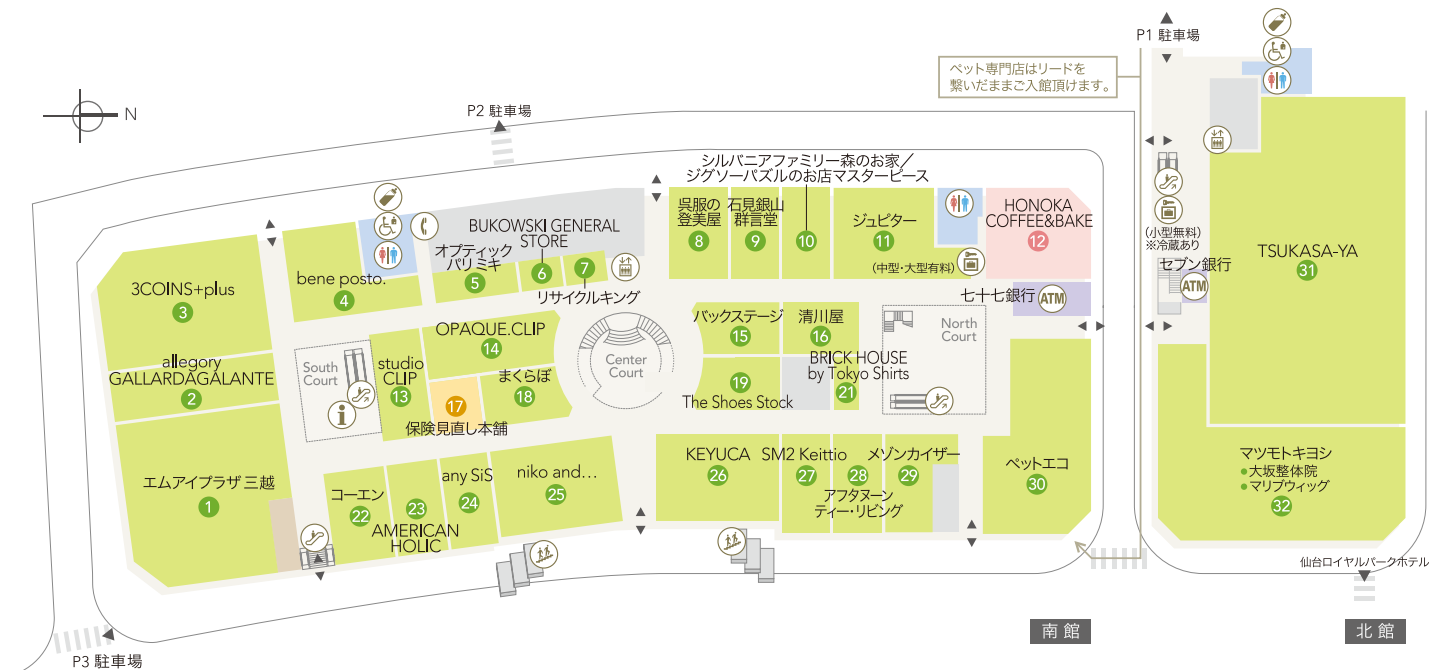 P1 駐車場
ペット専門店はリードを
繋いだままご入館頂けます。
N
P2 駐車場
シルバニアファミリー森のお家/
ジグソーパズルのお店マスターピース
10
呉服の
登美屋
8
石見銀山
群言堂
9
ジュピター
11
(中型・大型有料)
HONOKA
COFFEE&BAKE
12
(小型無料)
※冷蔵あり
セブン銀行
ATM
TSUKASA-YA
31
BUKOWSKI GENERAL
STORE
6
オプティック
パリミキ
5
7
リサイクルキング
bene posto.
4
3COINS+plus
3
七十七銀行
ATM
allegory
GALLARDAGALANTE
2
South
Court
i
studio
CLIP
13
OPAQUE.CLIP
14
まくらぼ
18
17
保険見直し本舗
Center
Court
バックステージ
15
清川屋
16
North
Court
19
The Shoes Stock
BRICK HOUSE
by Tokyo Shirts
21
エムアイプラザ三越
1
コーエン
22
23
AMERICAN
HOLIC
any SiS
24
niko and...
25
KEYUCA
26
SM2 Keittio
27
28
アフタヌーン
ティー・リビング
メゾンカイザー
29
ペットエコ
30
マツモトキヨシ
●大坂整体院
●マリブウィッグ
32
仙台ロイヤルパークホテル
南館
北館
P3 駐車場